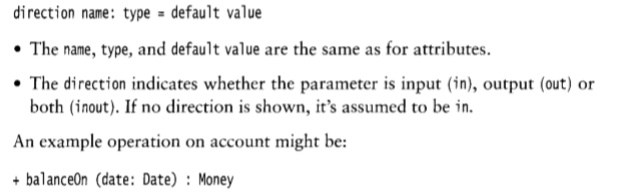 direction name: type = default value
• The name, type, and default value are the same as for attributes.
• The direction indicates whether the parameter is input (in), output (out) or
both (inout). If no direction is shown, it's assumed to be in.
An example operation on account might be:
+ balanceOn (date: Date) : Money